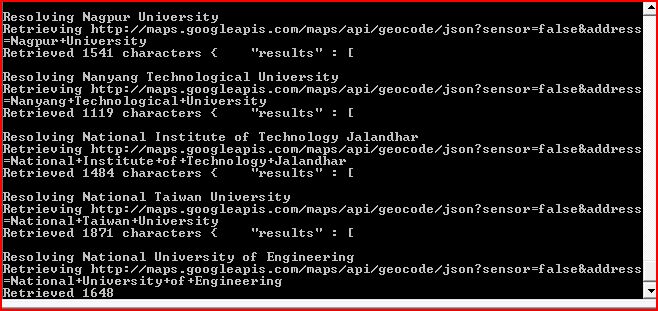 Resolving Nagpur University
Retrieving http://maps.googleapis.com/maps/api/geocode/json?sensor=false&address
=Nagpur+University
Retrieved 1541 characters {    "results" : [
Resolving Nanyang Technological University
Retrieving http://maps.googleapis.com/maps/api/geocode/json?sensor=false&address
=Nanyang+Technological+University
Retrieved 1119 characters {    "results" : [
Resolving National Institute of Technology Jalandhar
Retrieving http://maps.googleapis.com/maps/api/geocode/json?sensor=false&address
=National+Institute+of+Technology+Jalandhar
Retrieved 1484 characters {    "results" : [
Resolving National Taiwan University
Retrieving http://maps.googleapis.com/maps/api/geocode/json?sensor=false&address
=National+Taiwan+University
Retrieved 1871 characters {    "results" : [
Resolving National University of Engineering
Retrieving http://maps.googleapis.com/maps/api/geocode/json?sensor=false&address
=National+University+of+Engineering
Retrieved 1648